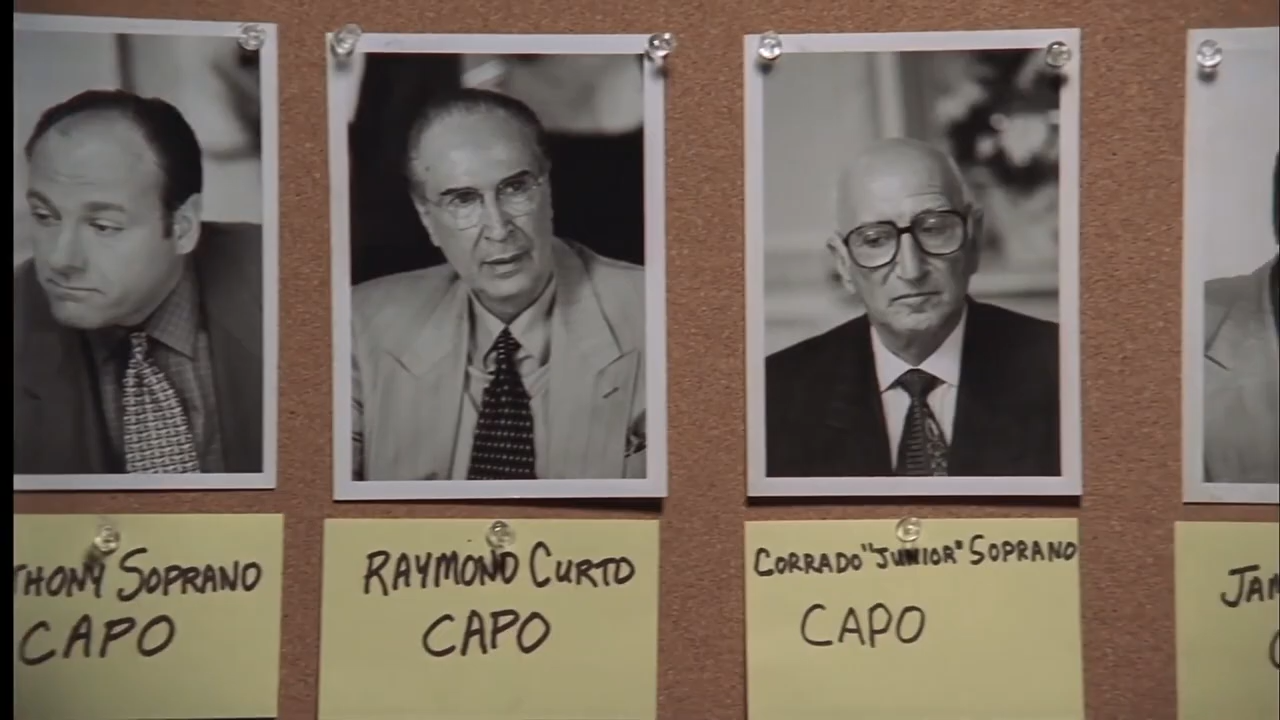 THONY SOPRANO
CAPO
RAYMOND CURTO
CAPO
CORRADO "JUNIOR" SOPRANO
CAPO
JAM